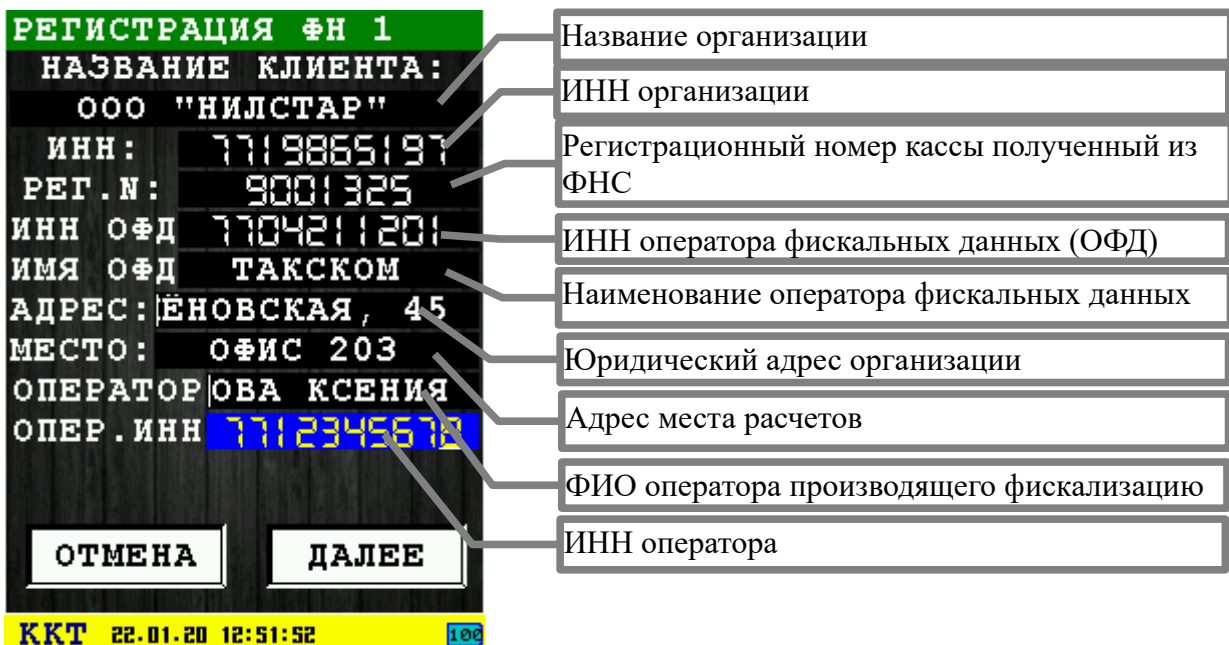 РЕГИСТРАЦИЯ ФН 1
НАЗВАНИЕ КЛИЕНТА:
ООО "НИЛСТАР"
ИНН: 7719865197
РЕГ.N: 9001325
ИНН ОФД 7704211201
ИМЯ ОФД ТАКСКОМ
АДРЕС: ЁНОВСКАЯ, 45
МЕСТО: ОФИС 203
ОПЕРАТОР ОВА КСЕНИЯ
ОПЕР.ИНН 7712345678
ОТМЕНА ДАЛЕЕ
ККТ 22.01.20 12:51:52 100
Название организации
ИНН организации
Регистрационный номер кассы полученный из
ФНС
ИНН оператора фискальных данных (ОФД)
Наименование оператора фискальных данных
Юридический адрес организации
Адрес места расчетов
ФИО оператора производящего фискализацию
ИНН оператора